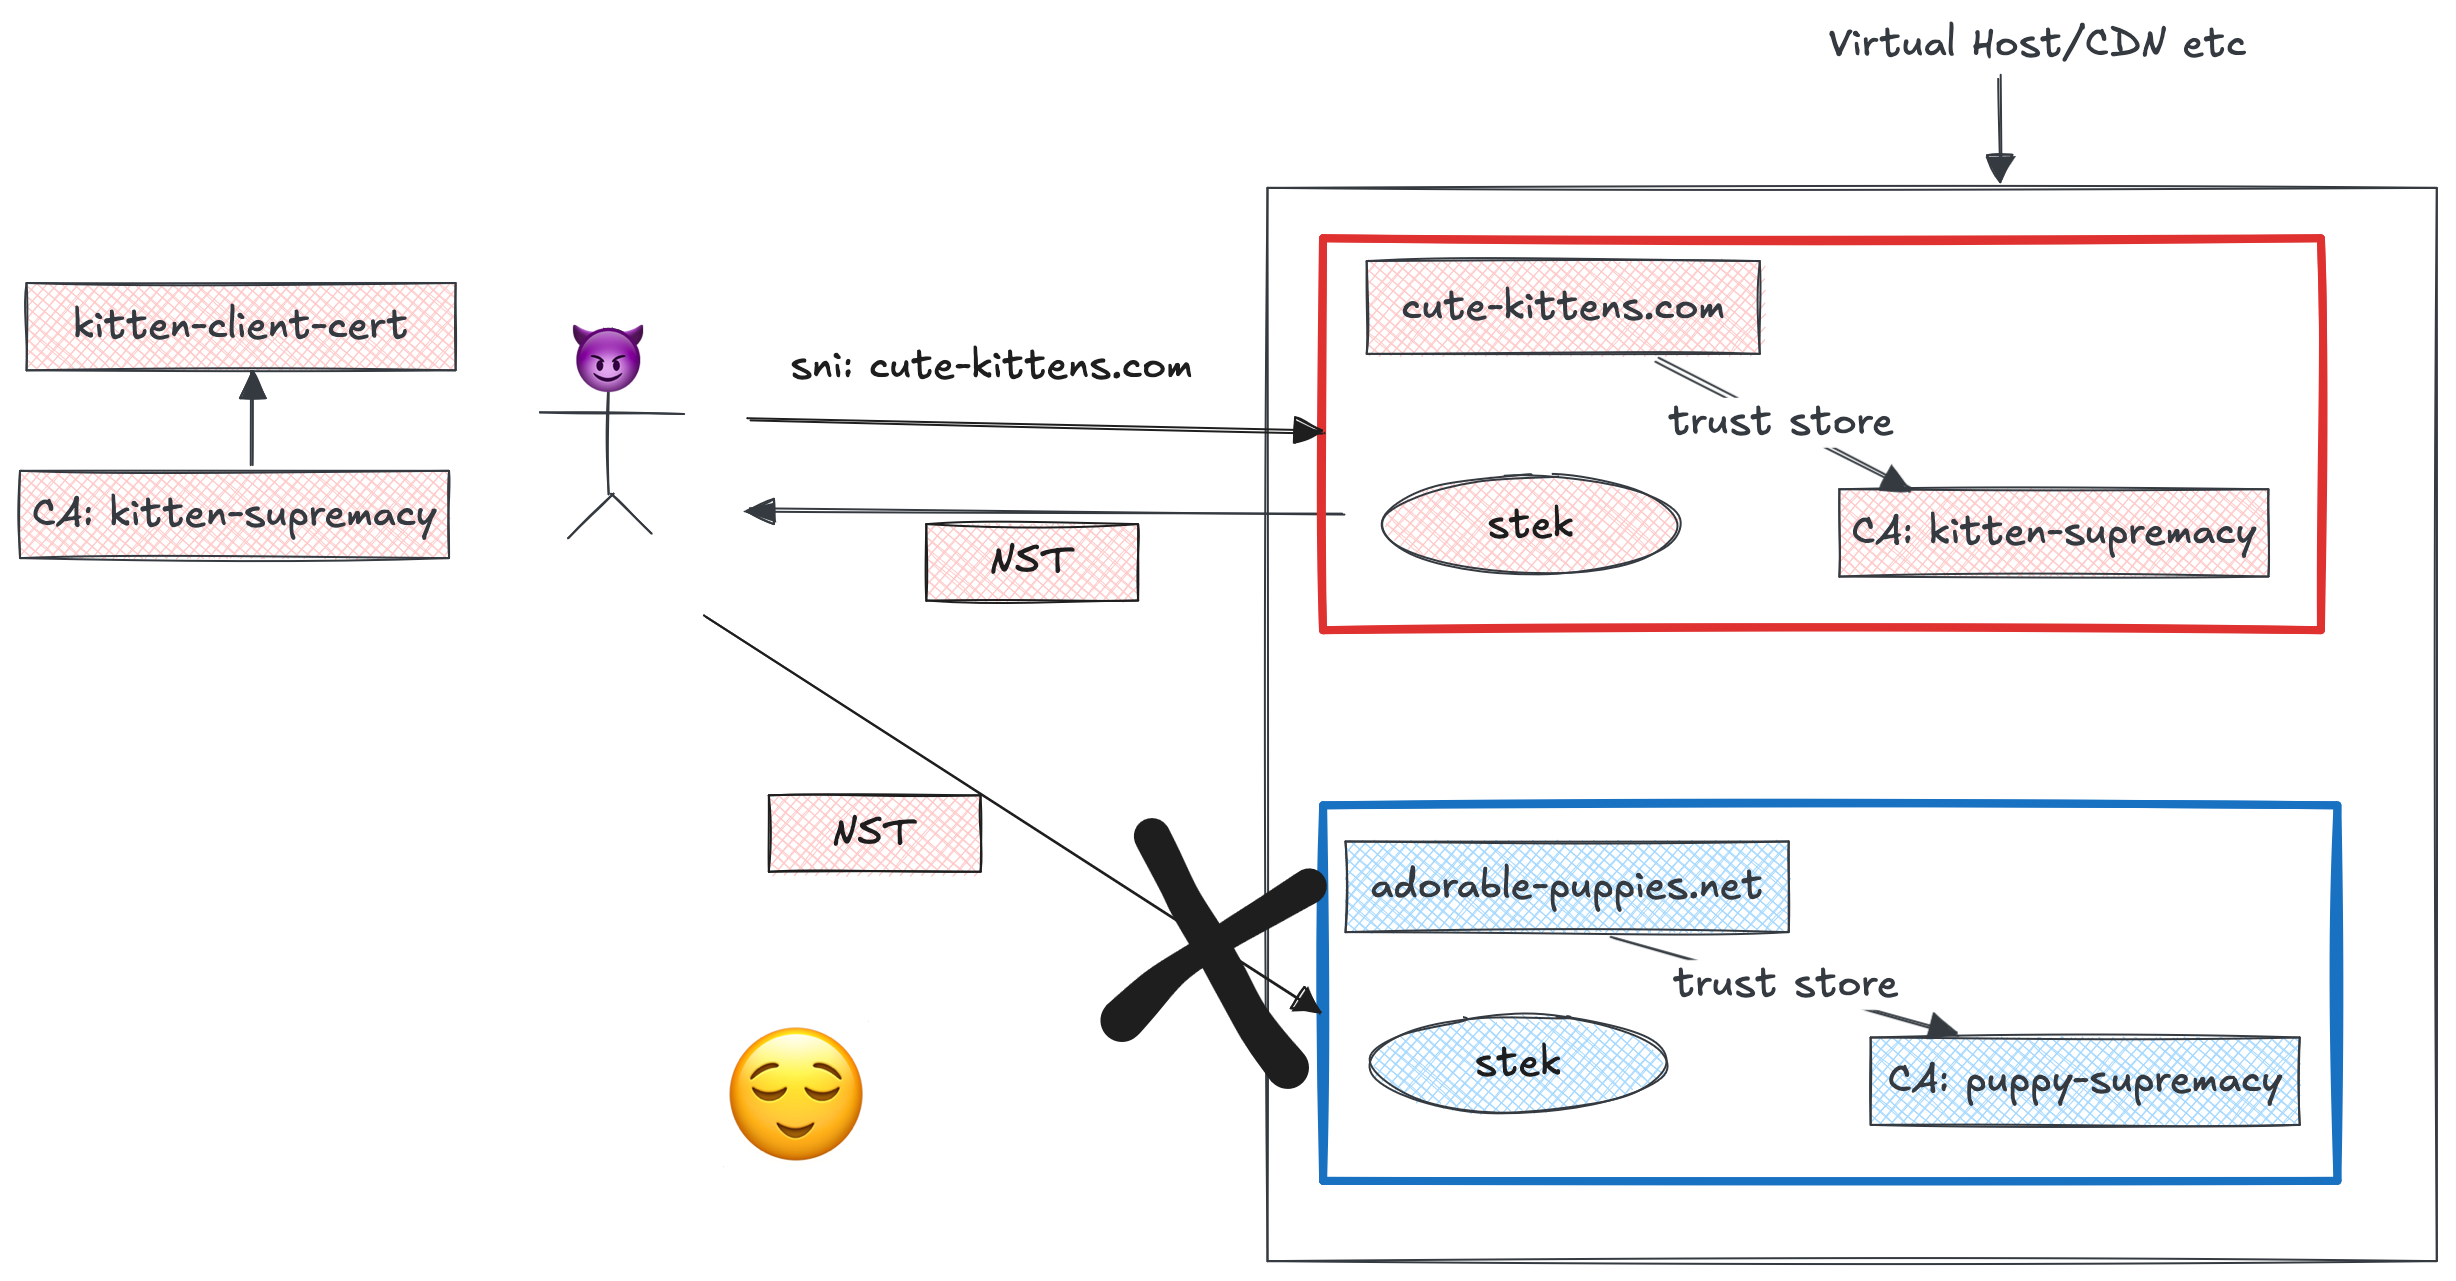 Virtual Host/CDN etc
kitten-client-cert
CA: kitten-supremacy
sni: cute-kittens.com
NST
cute-kittens.com
trust store
stek
CA: kitten-supremacy
NST
adorable-puppies.net
trust store
stek
CA: puppy-supremacy